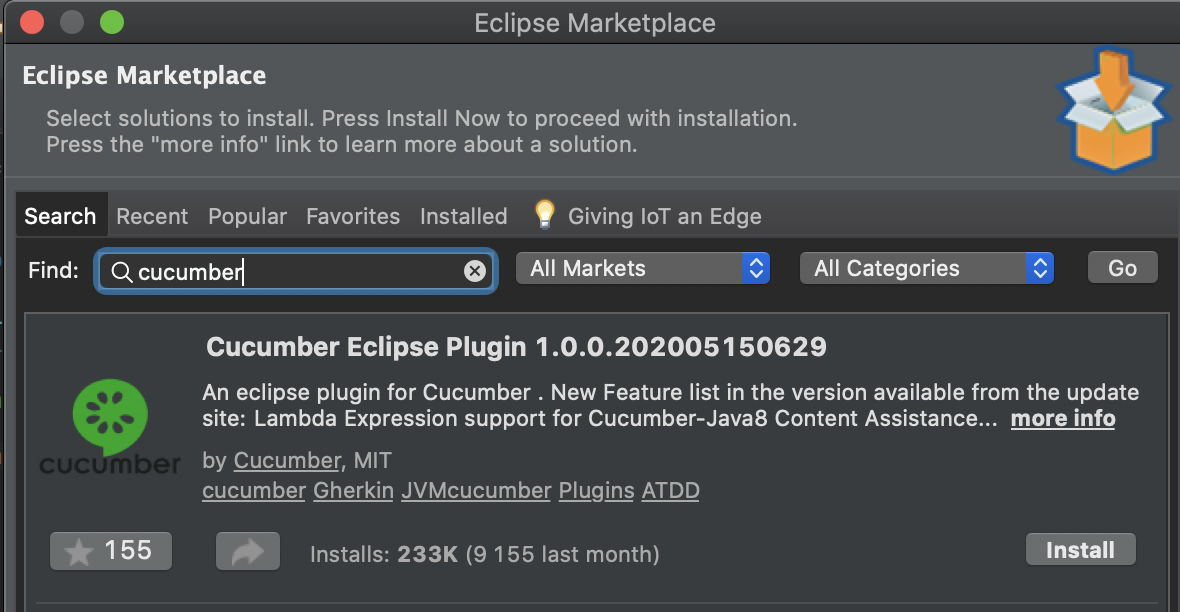 Eclipse Marketplace
Eclipse Marketplace
Select solutions to install. Press Install Now to proceed with installation.
Press the "more info" link to learn more about a solution.
Search Recent Popular Favorites Installed Giving IoT an Edge
Find: cucumber All Markets All Categories Go
Cucumber Eclipse Plugin 1.0.0.202005150629
An eclipse plugin for Cucumber . New Feature list in the version available from the update
site: Lambda Expression support for Cucumber-Java8 Content Assistance... more info
cucumber
by Cucumber, MIT
cucumber Gherkin JVMcucumber Plugins ATDD
155 Installs: 233K (9 155 last month) Install